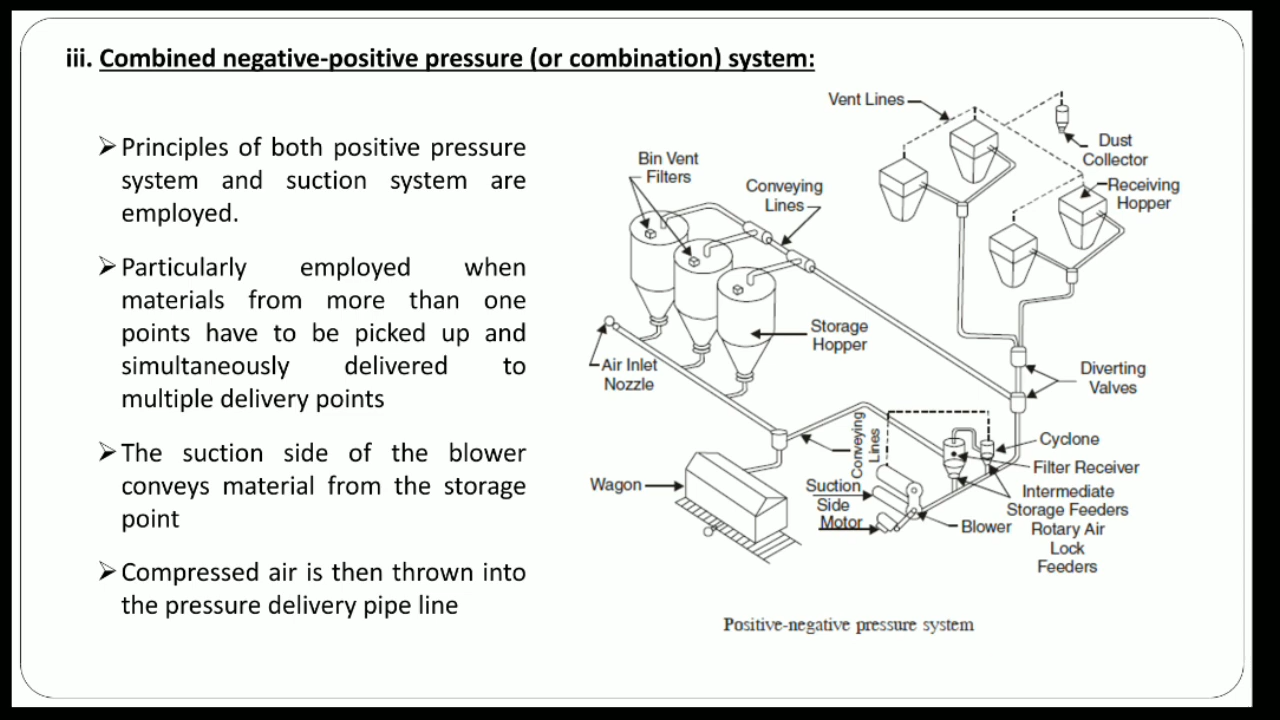 iii. Combined negative-positive pressure (or combination) system:
➢Principles of both positive pressure
system and suction system are
employed.
➢Particularly employed when
materials from more than one
points have to be picked up and
simultaneously delivered to
multiple delivery points
➢The suction side of the blower
conveys material from the storage
point
➢Compressed air is then thrown into
the pressure delivery pipe line
Vent Lines
Dust
Collector
Bin Vent
Filters
Conveying
Lines
Receiving
Hopper
Storage
Hopper
Air Inlet
Nozzle
Diverting
Valves
Conveying
Lines
Cyclone
Filter Receiver
Wagon
Suction
Side
Motor
Blower
Intermediate
Storage Feeders
Rotary Air
Lock
Feeders
Positive-negative pressure system